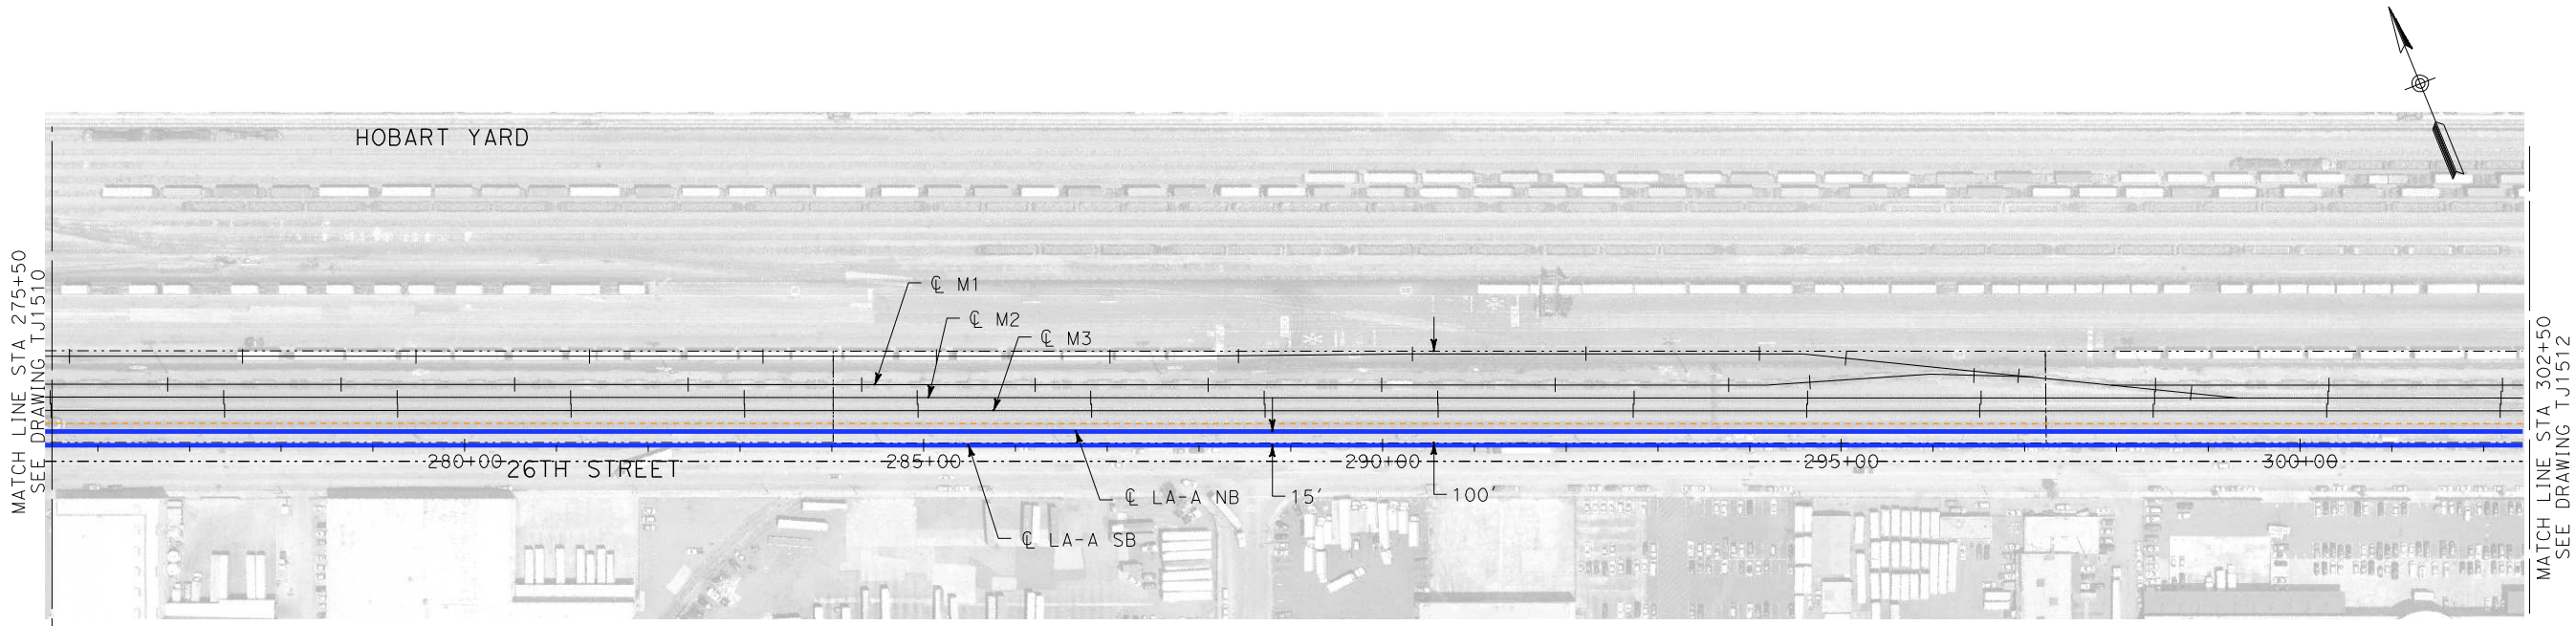 HOBART YARD
MATCH LINE STA 2775+50
SEE DRAWING TJ1510
℄ M1
℄ M2
℄ M3
280+00
26TH STREET
285+00
290+00
295+00
300+00
℄ LA-A NB
15'
100'
℄ LA-A SB
MATCH LINE STA 302+50
SEE DRAWING TJ1512